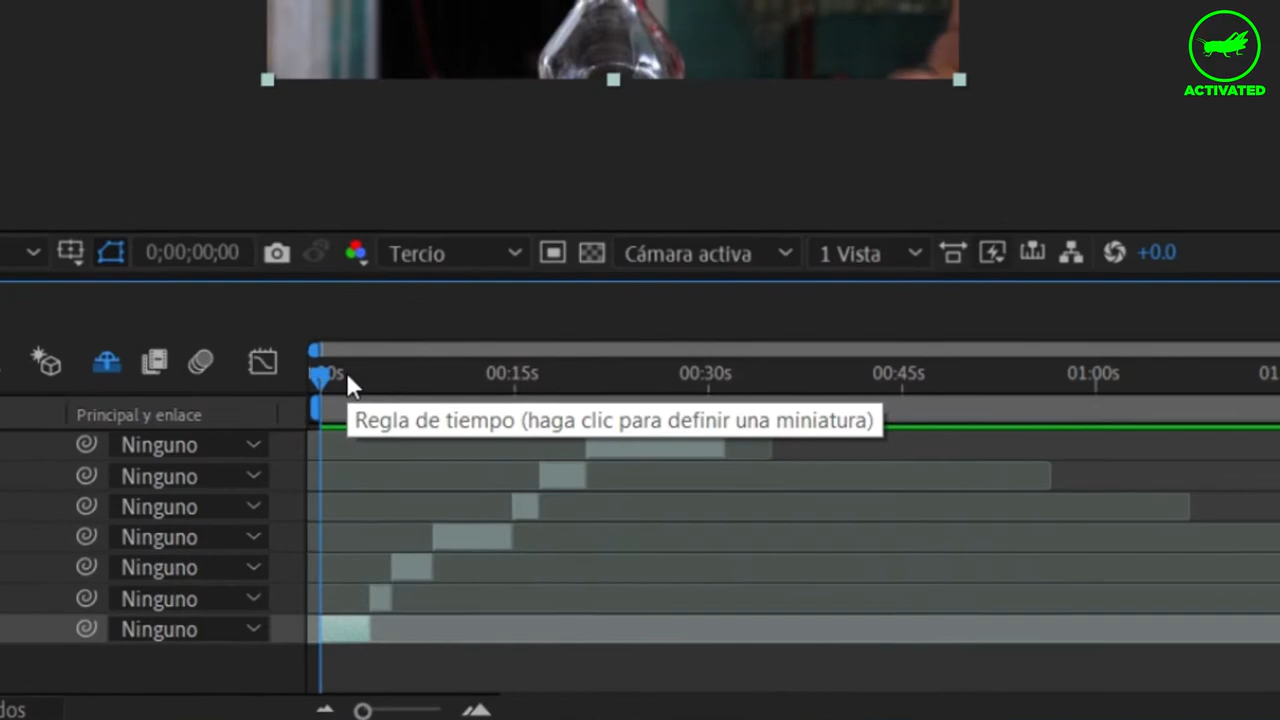 ACTIVATED
0;00;00;00
Tercio
Cámara activa
1 Vista
+0.0
00:15s
00:30s
00:45s
01:00s
Principal y enlace
Regla de tiempo (haga clic para definir una miniatura)
Ninguno
Ninguno
Ninguno
Ninguno
Ninguno
Ninguno
Ninguno